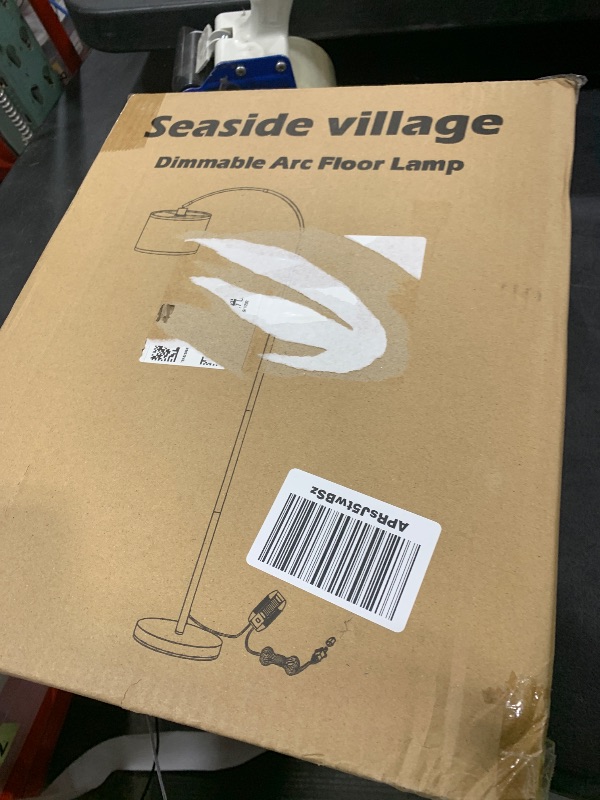 Seaside village
Dimmable Arc Floor Lamp
APRsJ5twBSz